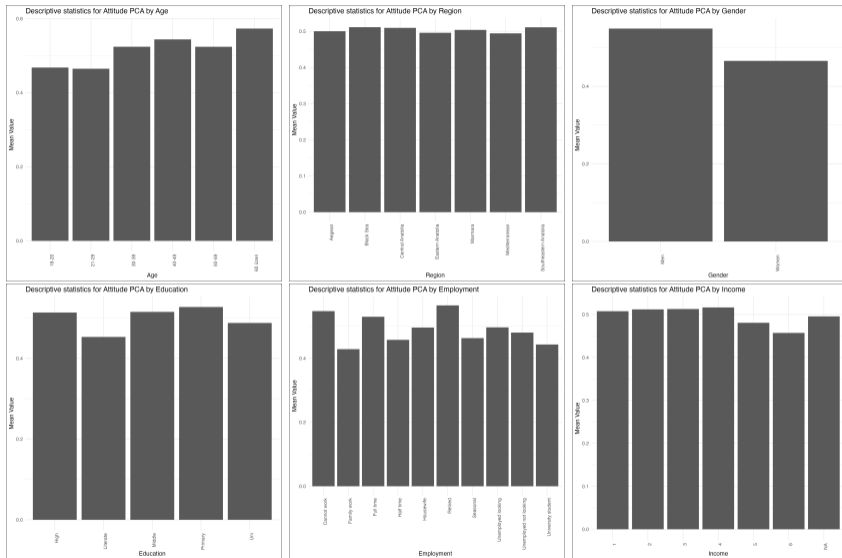 Descriptive statistics for Attitude PCA by Age
0.6
0.4
0.2
0.0
Mean Value
18-20
21-29
30-39
40-49
50-59
60 Üzeri
Age
Descriptive statistics for Attitude PCA by Region
0.5
0.4
0.3
0.2
0.1
0.0
Mean Value
Aegean
Black Sea
Central Anatolia
Eastern Anatolia
Marmara
Mediterranean
Southeastern Anatolia
Region
Descriptive statistics for Attitude PCA by Gender
0.4
0.2
0.0
Mean Value
Men
Women
Gender
Descriptive statistics for Attitude PCA by Education
0.4
0.2
0.0
Mean Value
High
Literate
Middle
Primary
Uni
Education
Descriptive statistics for Attitude PCA by Employment
0.4
0.2
0.0
Mean Value
Cannot work
Family work
Full time
Half time
Housewife
Retired
Seasonal
Unemployed looking
Unemployed not looking
University student
Employment
Descriptive statistics for Attitude PCA by Income
0.5
0.4
0.3
0.2
0.1
0.0
Mean Value
1
2
3
4
5
6
NA
Income